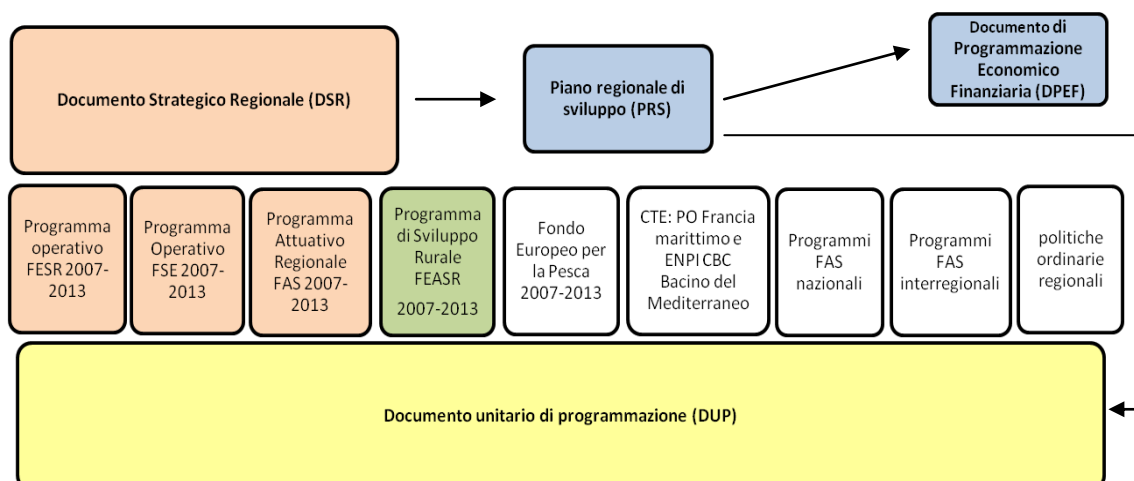 Documento Strategico Regionale (DSR)
Piano regionale di
sviluppo (PRS)
Documento di
Programmazione
Economico
Finanziaria (DPEF)
Programma
operativo
FESR 2007-
2013
Programma
Operativo
FSE 2007-
2013
Programma
Attuativo
Regionale
FAS 2007-
2013
Programma
di Sviluppo
Rurale
FEASR
2007-2013
Fondo
Europeo per
la Pesca
2007-2013
CTE: PO Francia
marittimo e
ENPI CBC
Bacino del
Mediterraneo
Programmi
FAS
nazionali
Programmi
FAS
interregionali
politiche
ordinarie
regionali
Documento unitario di programmazione (DUP)